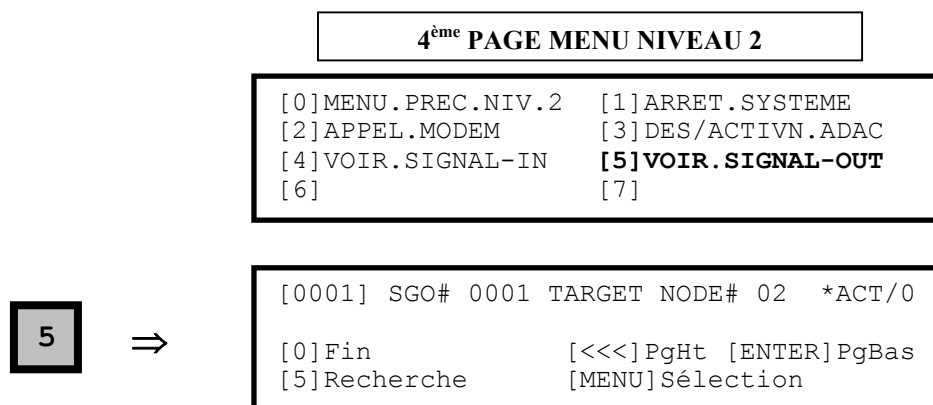 4ème PAGE MENU NIVEAU 2
[0]MENU.PREC.NIV.2 [1]ARRET.SYSTEME
[2]APPEL.MODEM [3]DES/ACTIVN.ADAC
[4]VOIR.SIGNAL-IN [5]VOIR.SIGNAL-OUT
[6] [7]
[0001] SGO# 0001 TARGET NODE# 02 *ACT/0
5 ⇒
[0]Fin [<<<]PgHt [ENTER]PgBas
[5]Recherche [MENU]Sélection